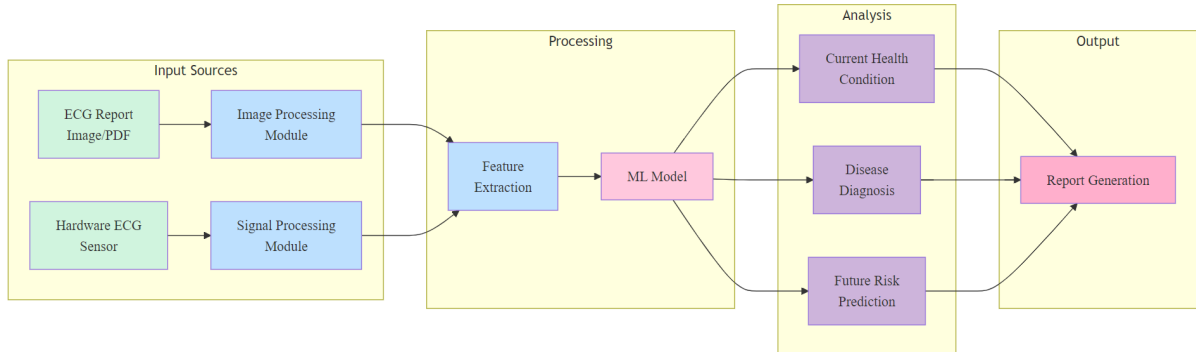 Input Sources
ECG Report
Image/PDF
Image Processing
Module
Hardware ECG
Sensor
Signal Processing
Module
Processing
Feature
Extraction
ML Model
Analysis
Current Health
Condition
Disease
Diagnosis
Future Risk
Prediction
Output
Report Generation